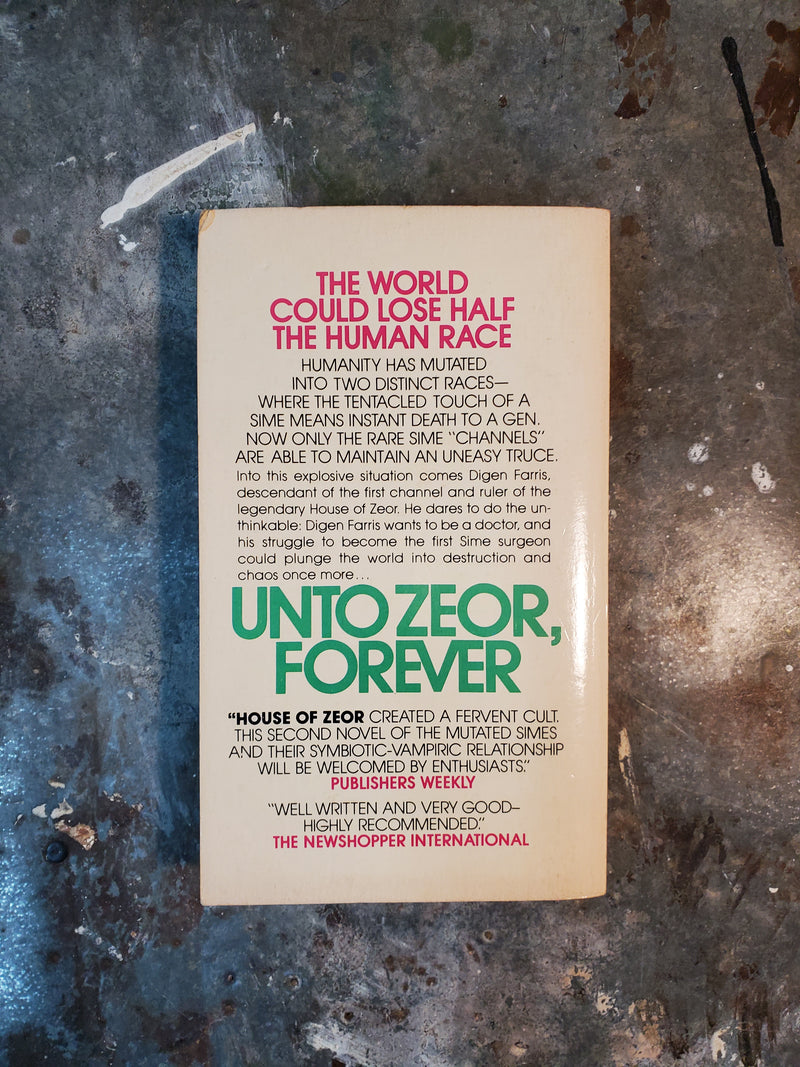 THE WORLD
COULD LOSE HALF
THE HUMAN RACE
HUMANITY HAS MUTATED
INTO TWO DISTINCT RACES—
WHERE THE TENTACLED TOUCH OF A
SIME MEANS INSTANT DEATH TO A GEN.
NOW ONLY THE RARE SIME "CHANNELS"
ARE ABLE TO MAINTAIN AN UNEASY TRUCE.
Into this explosive situation comes Digen Farris,
descendant of the first channel and ruler of the
legendary House of Zeor. He dares to do the un-
thinkable: Digen Farris wants to be a doctor, and
his struggle to become the first Sime surgeon
could plunge the world into destruction and
chaos once more...
UNTO ZEOR,
FOREVER
"HOUSE OF ZEOR CREATED A FERVENT CULT.
THIS SECOND NOVEL OF THE MUTATED SIMES
AND THEIR SYMBIOTIC-VAMPIRIC RELATIONSHIP
WILL BE WELCOMED BY ENTHUSIASTS."
PUBLISHERS WEEKLY
"WELL WRITTEN AND VERY GOOD—
HIGHLY RECOMMENDED."
THE NEWSHOPPER INTERNATIONAL